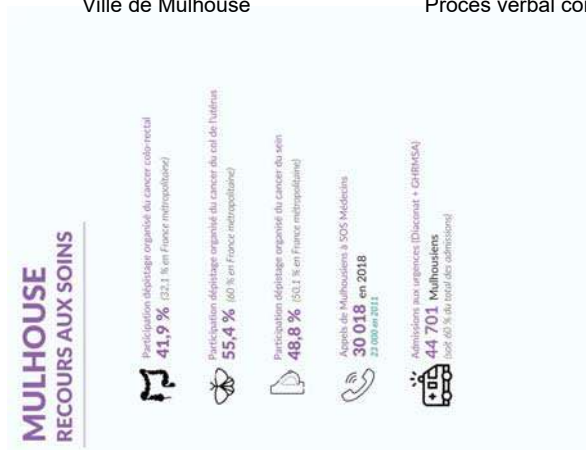 Ville de Mulhouse
Procès verbal co
MULHOUSE
RECOURS AUX SOINS
Participation dépistage organisé du cancer colo-rectal
41,9 % (32,1 % en France métropolitaine)
Participation dépistage organisé du cancer du col de l'utérus
55,4 % (60 % en France métropolitaine)
Participation dépistage organisé du cancer du sein
48,8 % (50,1 % en France métropolitaine)
Appels de Mulhousiens à SOS Médecins
30 018 en 2018
23 000 en 2011
Admissions aux urgences (Diaconat + GHRMSA)
44 701 Mulhousiens
(soit 60 % du total des admissions)